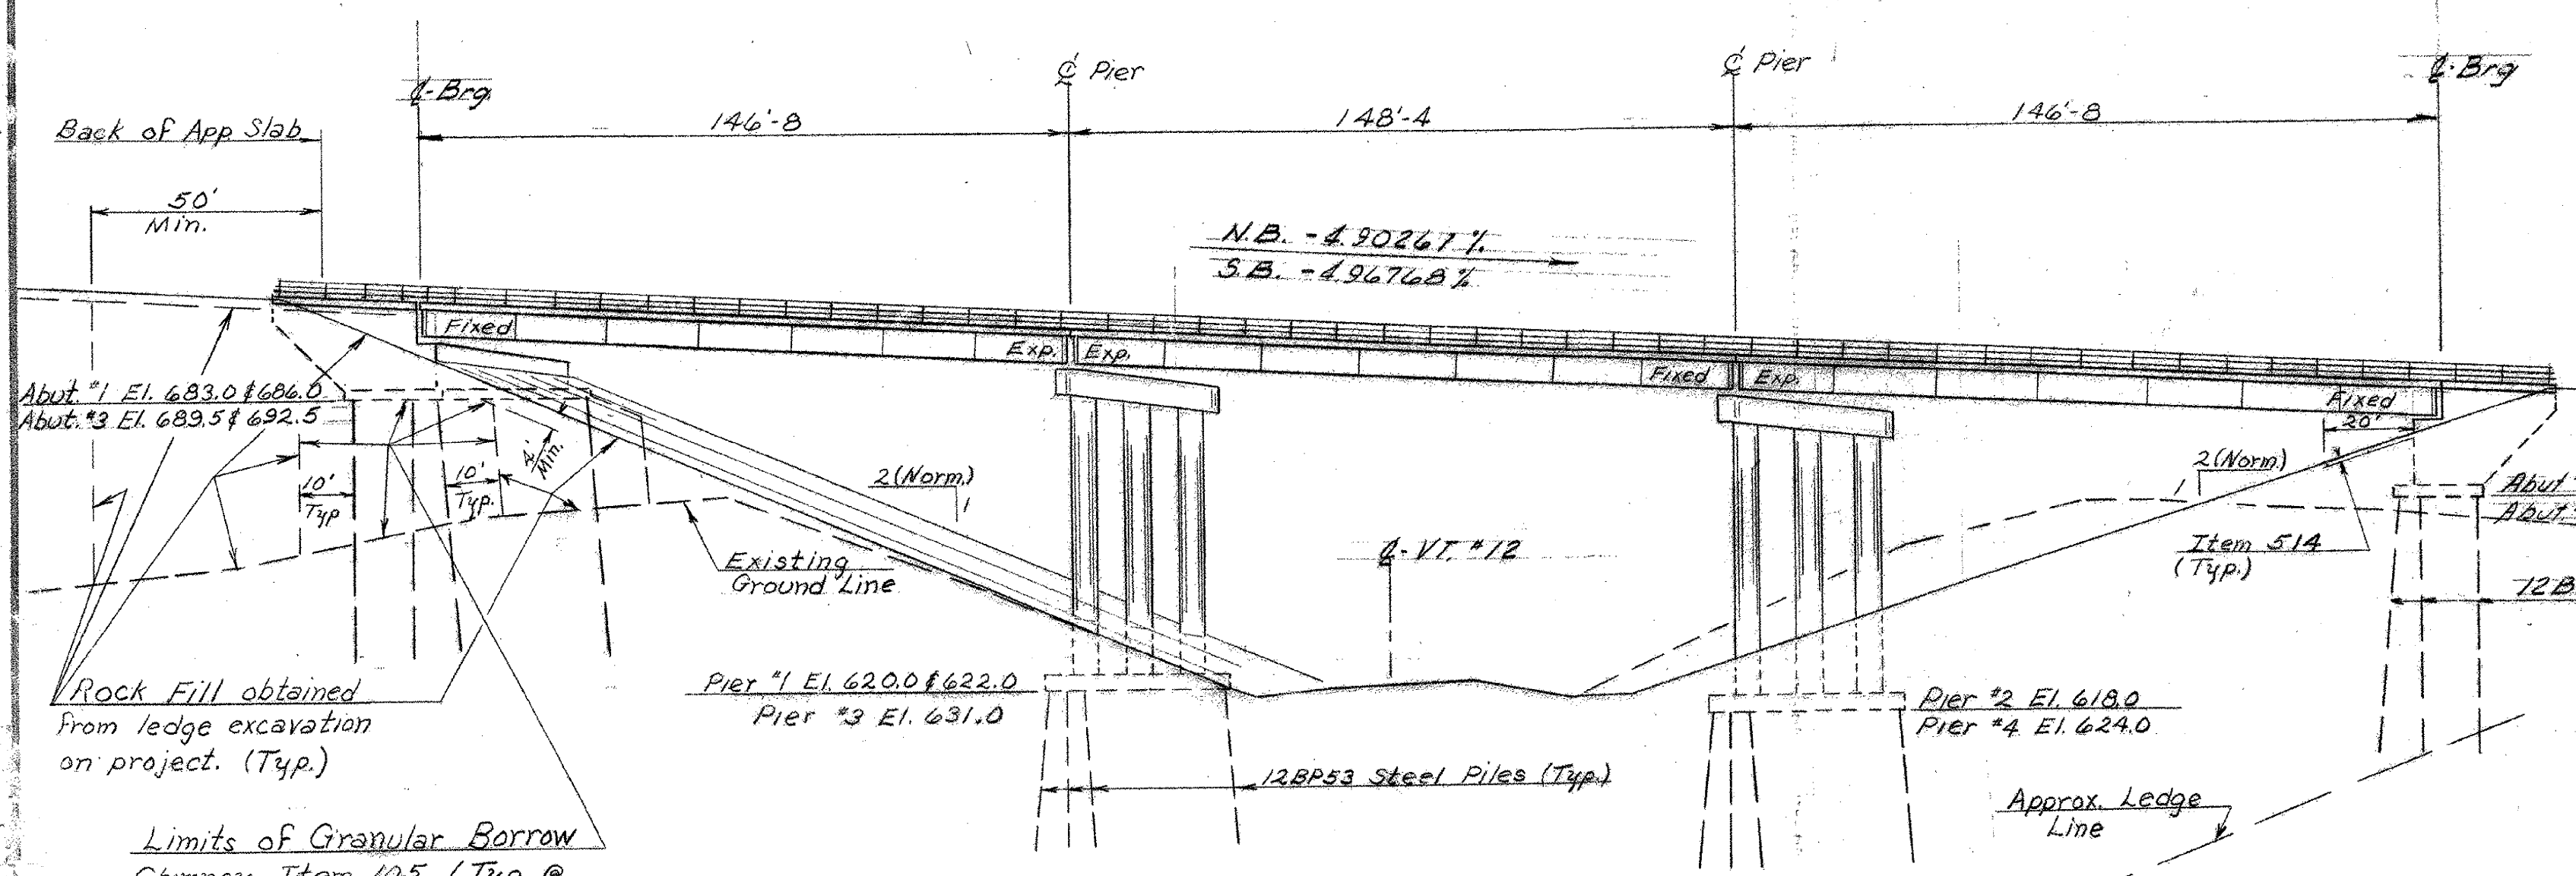 ℄ Brg.
℄ Pier
℄ Pier
℄ Brg
146'-8
148'-4
146'-8
Back of App. Slab
50'
Min.
N.B. -4.90267 %
S.B. -4.96768 %
Fixed
Exp.
Exp.
Fixed
Exp.
Fixed
20'
Abut. #1 El. 683.0 & 686.0
Abut. #3 El. 689.5 & 692.5
10'
Typ
10'
Typ.
4'
Min.
2 (Norm.)
1
2 (Norm.)
1
Abut
Abut.
Existing
Ground Line
℄ VT. #12
Item 514
(Typ.)
12B
Rock Fill obtained
from ledge excavation
on project. (Typ.)
Pier #1 El. 620.0 & 622.0
Pier #3 El. 631.0
Pier #2 El. 618.0
Pier #4 El. 624.0
12BP53 Steel Piles (Typ.)
Approx. Ledge
Line
Limits of Granular Borrow